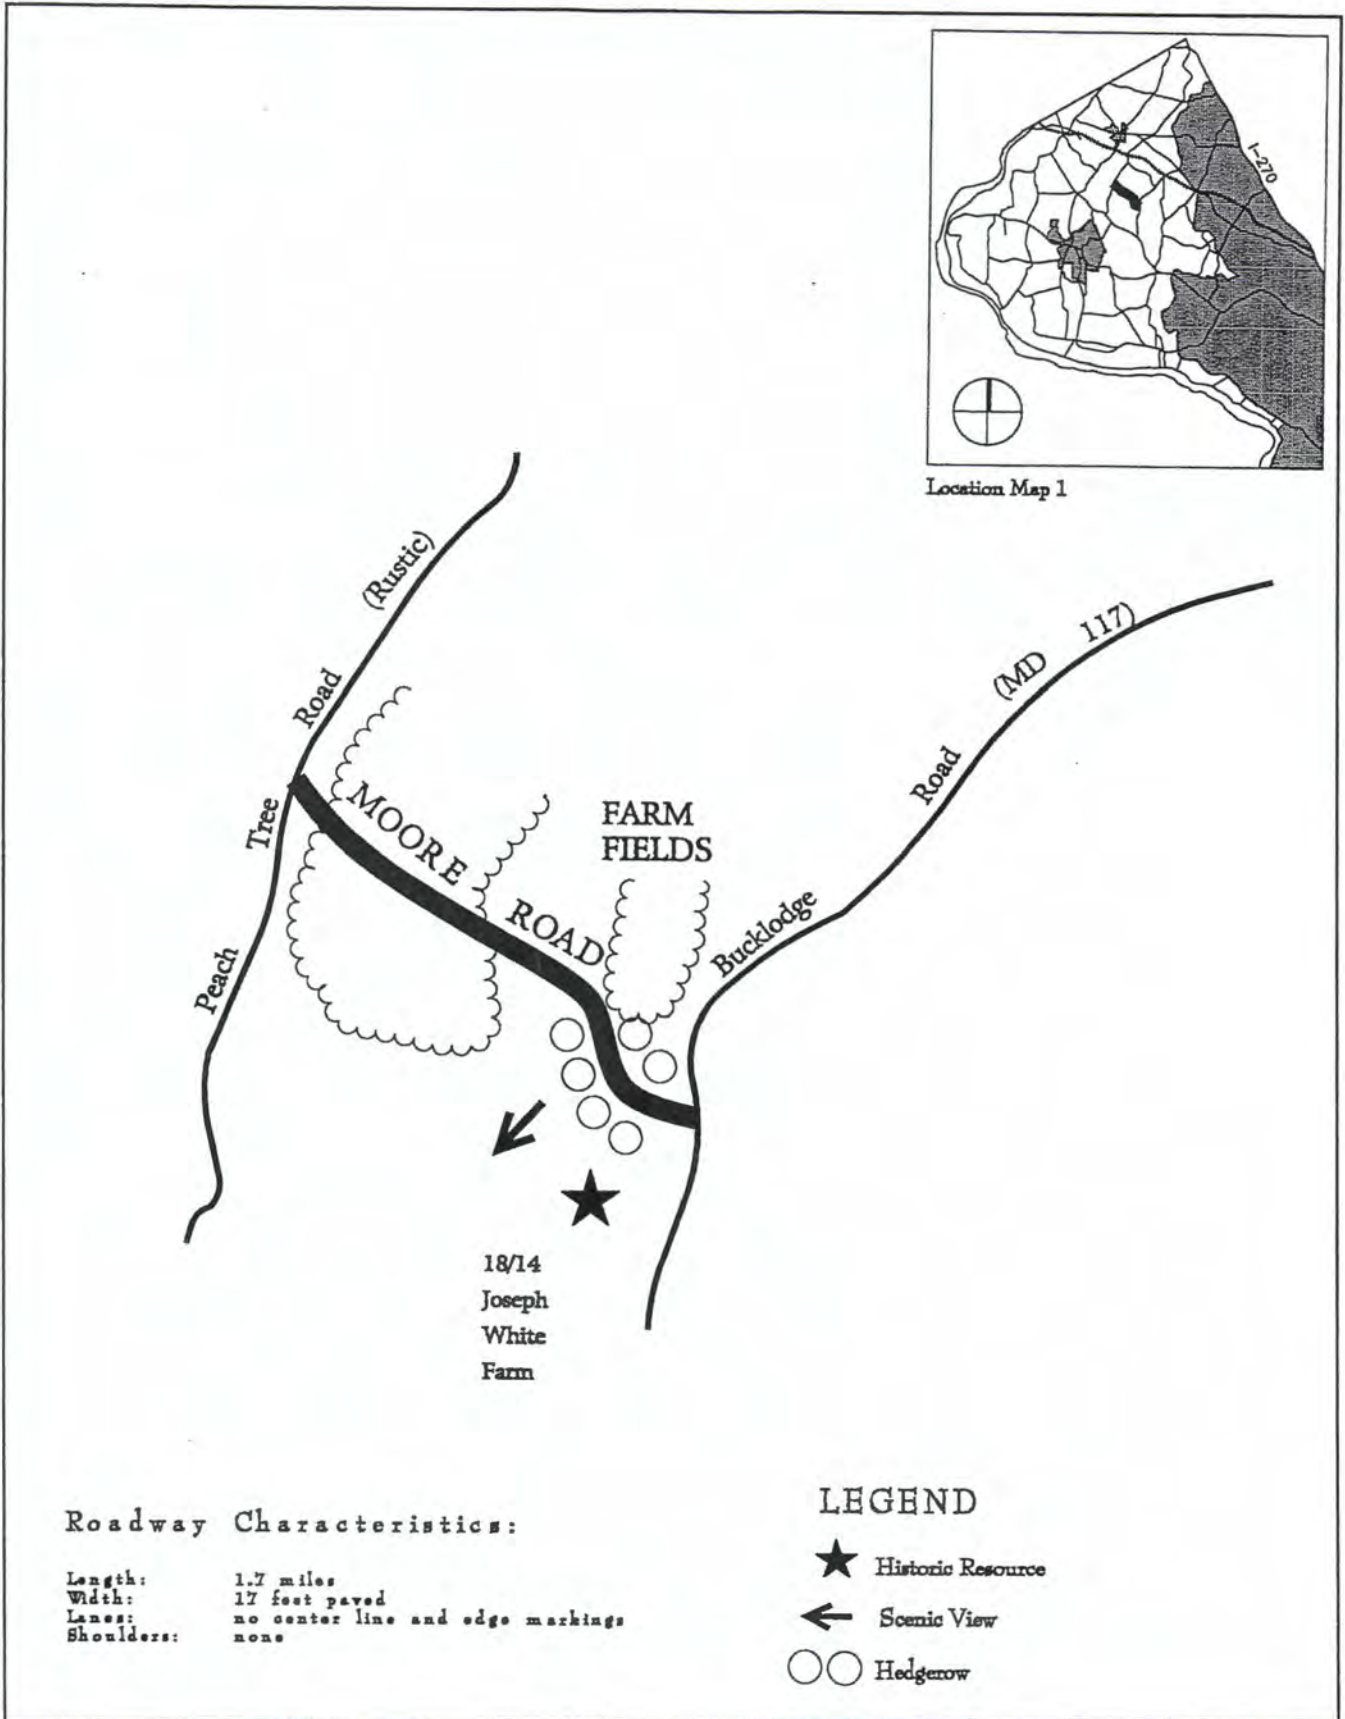 I-270
Location Map 1
Peach Tree Road (Rustic)
MOORE ROAD
FARM
FIELDS
Bucklodge Road (MD 117)
18/14
Joseph
White
Farm
Roadway Characteristics:
Length: 1.7 miles
Width: 17 feet paved
Lanes: no center line and edge markings
Shoulders: none
LEGEND
Historic Resource
Scenic View
Hedgerow